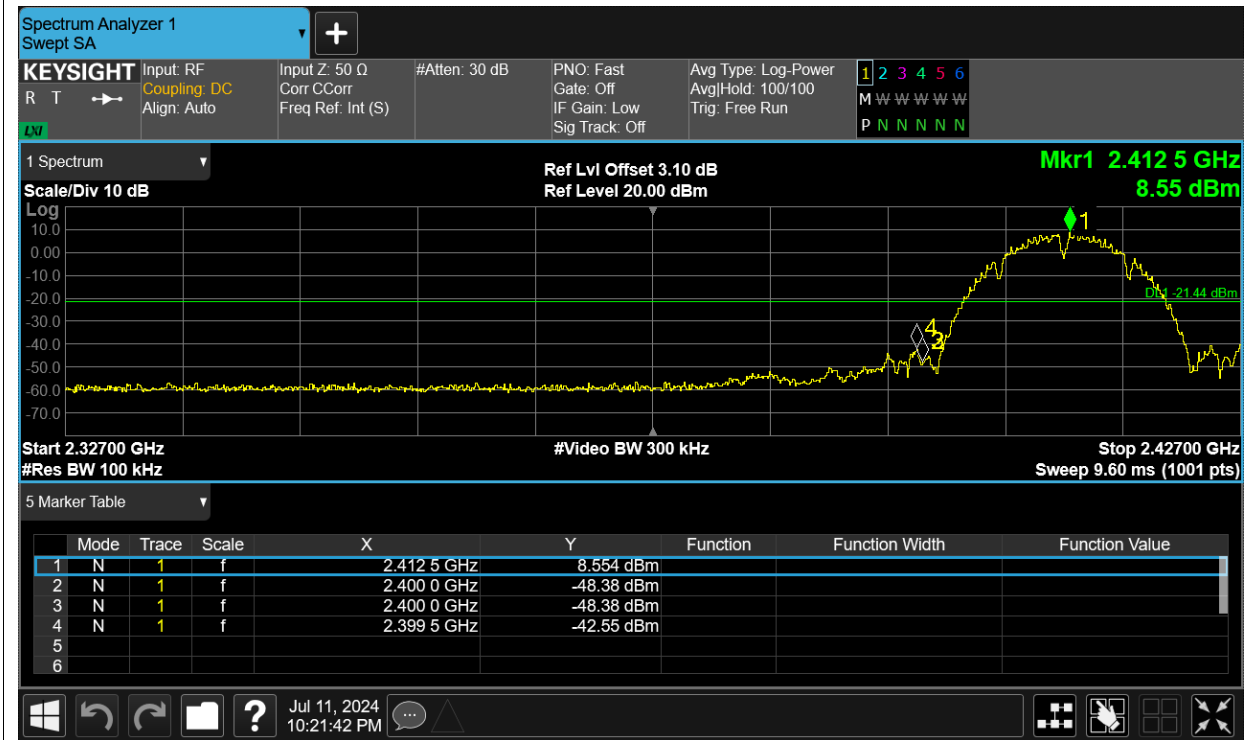 Spectrum Analyzer 1
Swept SA
KEYSIGHT
R T
LXI
Input: RF
Coupling: DC
Align: Auto
Input Z: 50 Ω
Corr CCorr
Freq Ref: Int (S)
#Atten: 30 dB
PNO: Fast
Gate: Off
IF Gain: Low
Sig Track: Off
Avg Type: Log-Power
Avg|Hold: 100/100
Trig: Free Run
1 2 3 4 5 6
M W W W W W
P N N N N N
1 Spectrum
Scale/Div 10 dB
Ref Lvl Offset 3.10 dB
Ref Level 20.00 dBm
Mkr1 2.412 5 GHz
8.55 dBm
Log
10.0
0.00
-10.0
-20.0
-30.0
-40.0
-50.0
-60.0
-70.0
1
DL1 -21.44 dBm
4
Start 2.32700 GHz
#Video BW 300 kHz
Stop 2.42700 GHz
#Res BW 100 kHz
Sweep 9.60 ms (1001 pts)
5 Marker Table
Mode Trace Scale X Y Function Function Width Function Value
1 N 1 f 2.412 5 GHz 8.554 dBm
2 N 1 f 2.400 0 GHz -48.38 dBm
3 N 1 f 2.400 0 GHz -48.38 dBm
4 N 1 f 2.399 5 GHz -42.55 dBm
5
6
?
Jul 11, 2024
10:21:42 PM